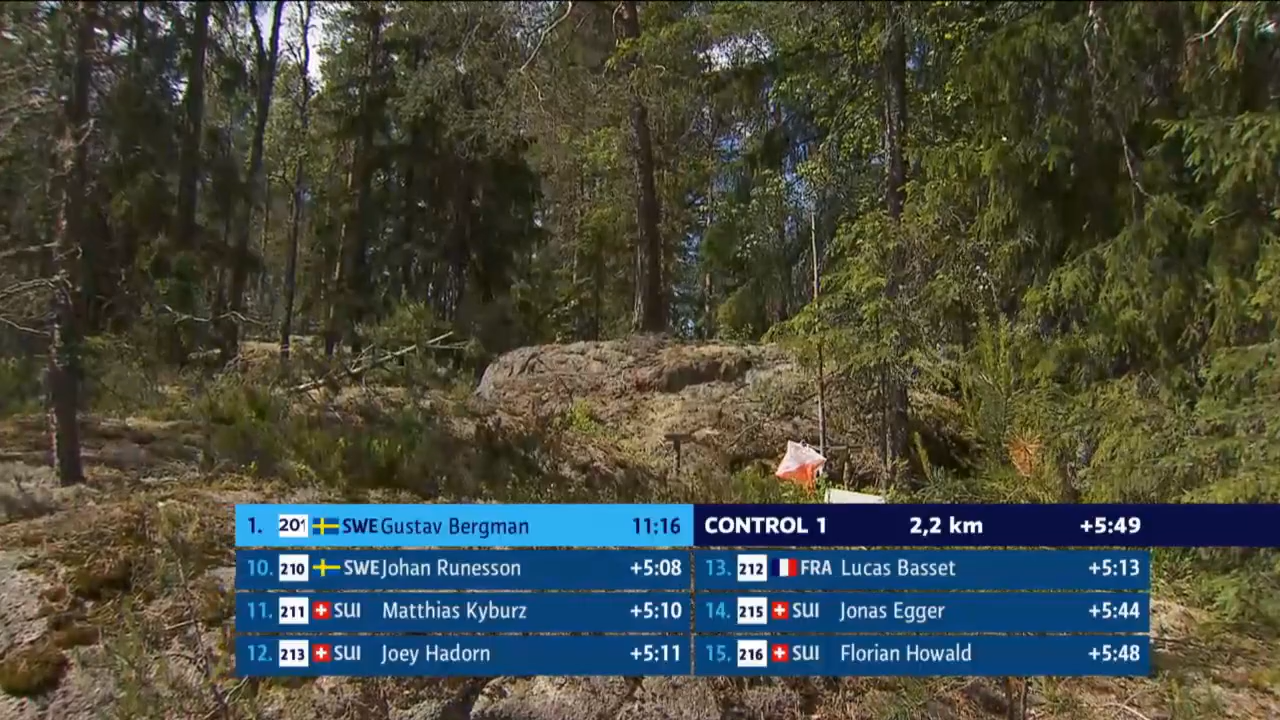 1. 201 SWE Gustav Bergman 11:16 CONTROL 1 2,2 km +5:49
10. 210 SWE Johan Runesson +5:08
11. 211 SUI Matthias Kyburz +5:10
12. 213 SUI Joey Hadorn +5:11
13. 212 FRA Lucas Basset +5:13
14. 215 SUI Jonas Egger +5:44
15. 216 SUI Florian Howald +5:48